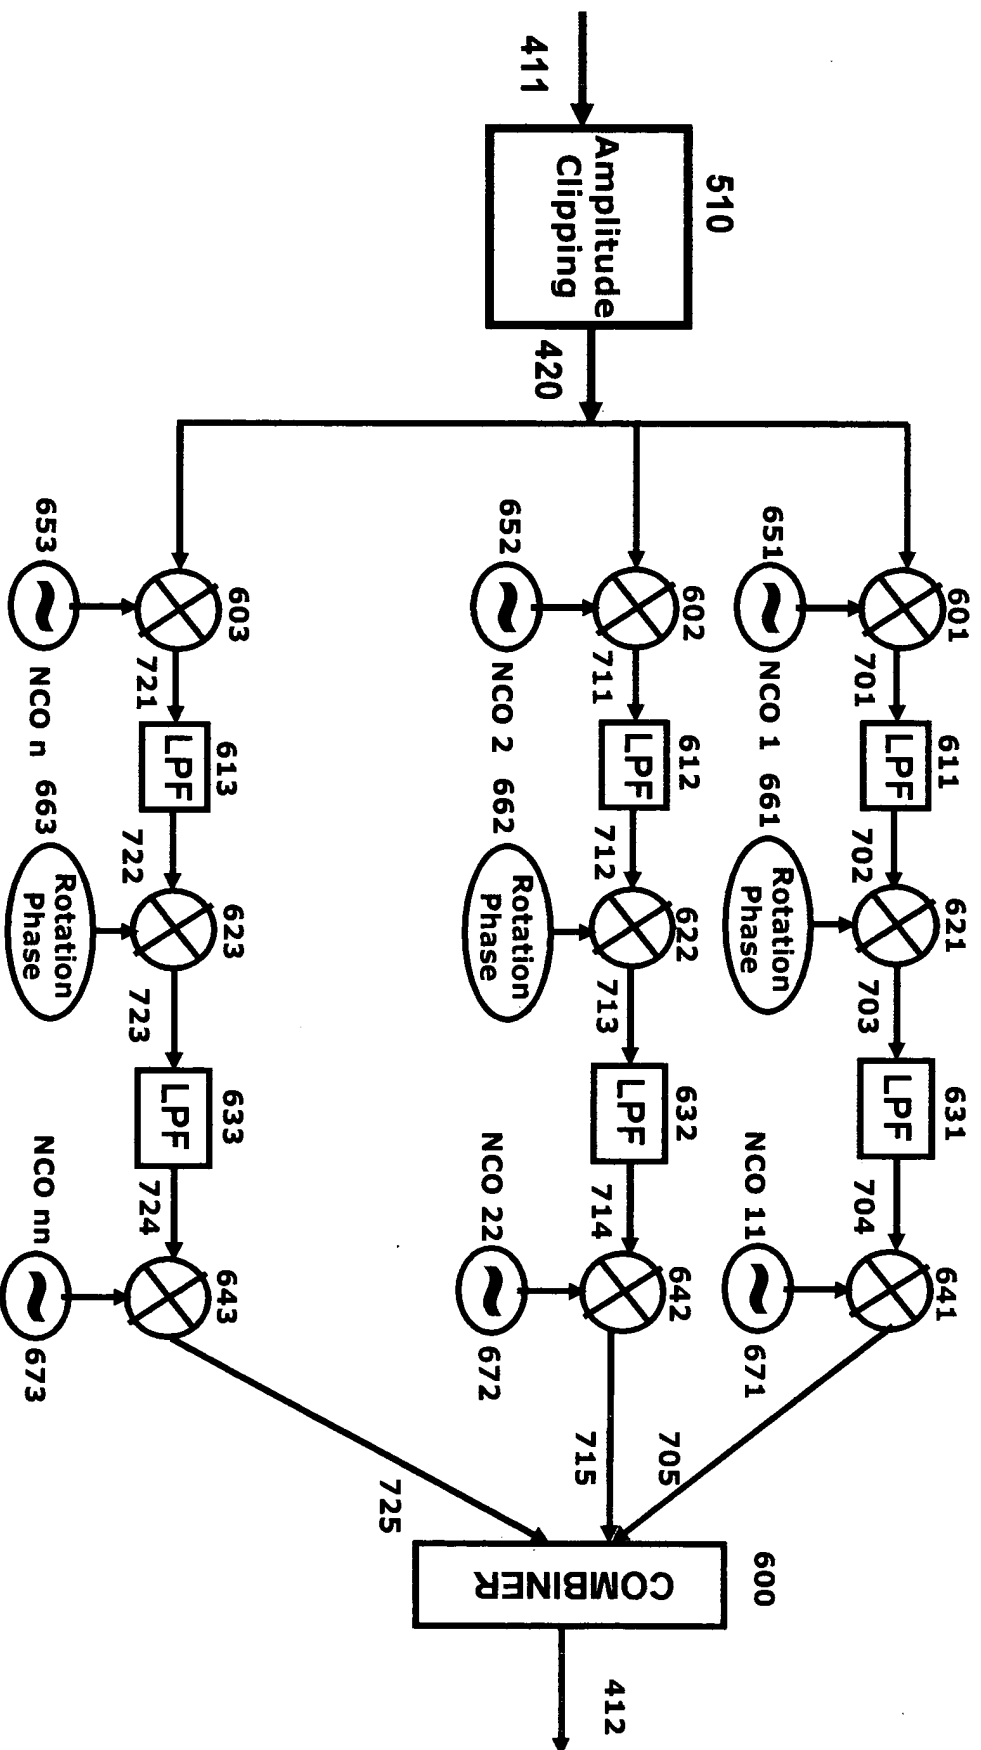 411
510
Amplitude
Clipping
420
601
651
NCO 1
701
611
LPF
702
661
Rotation
Phase
621
703
631
LPF
704
NCO 11
671
641
705
602
652
NCO 2
711
612
LPF
712
662
Rotation
Phase
622
713
632
LPF
714
NCO 22
672
642
715
603
653
NCO n
721
613
LPF
722
663
Rotation
Phase
623
723
633
LPF
724
NCO nn
673
643
725
600
COMBINER
412